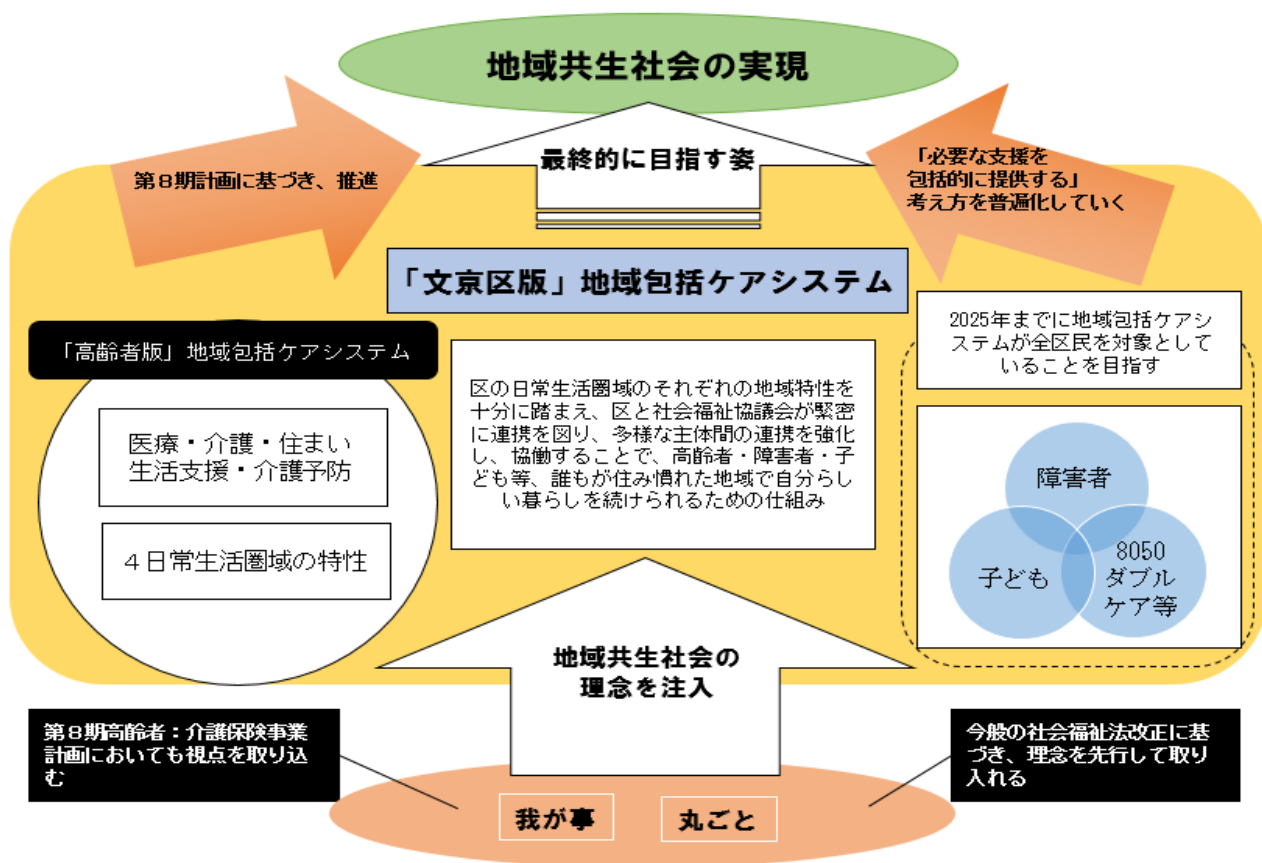 地域共生社会の実現
最終的に目指す姿
第８期計画に基づき、推進
「必要な支援を
包括的に提供する」
考え方を普遍化していく
「文京区版」地域包括ケアシステム
「高齢者版」地域包括ケアシステム
医療・介護・住まい
生活支援・介護予防
４日常生活圏域の特性
区の日常生活圏域のそれぞれの地域特性を
十分に踏まえ、区と社会福祉協議会が緊密
に連携を図り、多様な主体間の連携を強化
し、協働することで、高齢者・障害者・子
ども等、誰もが住み慣れた地域で自分らし
い暮らしを続けられるための仕組み
2025年までに地域包括ケアシ
ステムが全区民を対象として
いることを目指す
障害者
子ども
8050
ダブル
ケア等
地域共生社会の
理念を注入
第８期高齢者：介護保険事業
計画においても視点を取り込
む
今般の社会福祉法改正に基
づき、理念を先行して取り
入れる
我が事
丸ごと